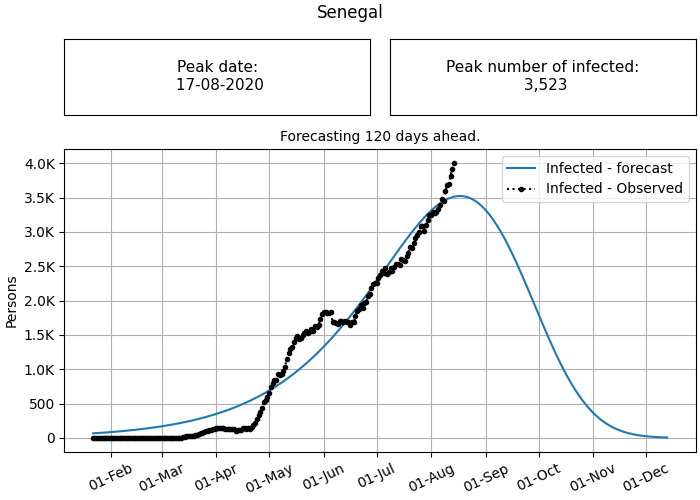 Senegal
Peak date:
17-08-2020
Peak number of infected:
3,523
Forecasting 120 days ahead.
Infected - forecast
Infected - Observed
Persons
4.0K
3.5K
3.0K
2.5K
2.0K
1.5K
1.0K
500
0
01-Feb
01-Mar
01-Apr
01-May
01-Jun
01-Jul
01-Aug
01-Sep
01-Oct
01-Nov
01-Dec